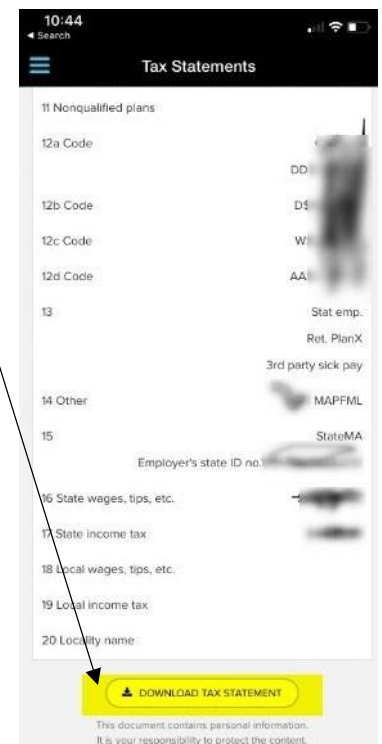 10:44
◀ Search
Tax Statements
11 Nonqualified plans
12a Code
DD
12b Code D$
12c Code W
12d Code AA
13 Stat emp.
Ret. PlanX
3rd party sick pay
14 Other MAPFML
15 StateMA
Employer's state ID no.
16 State wages, tips, etc.
17 State income tax
18 Local wages, tips, etc.
19 Local income tax
20 Locality name
DOWNLOAD TAX STATEMENT
This document contains personal information.
It is your responsibility to protect the content.